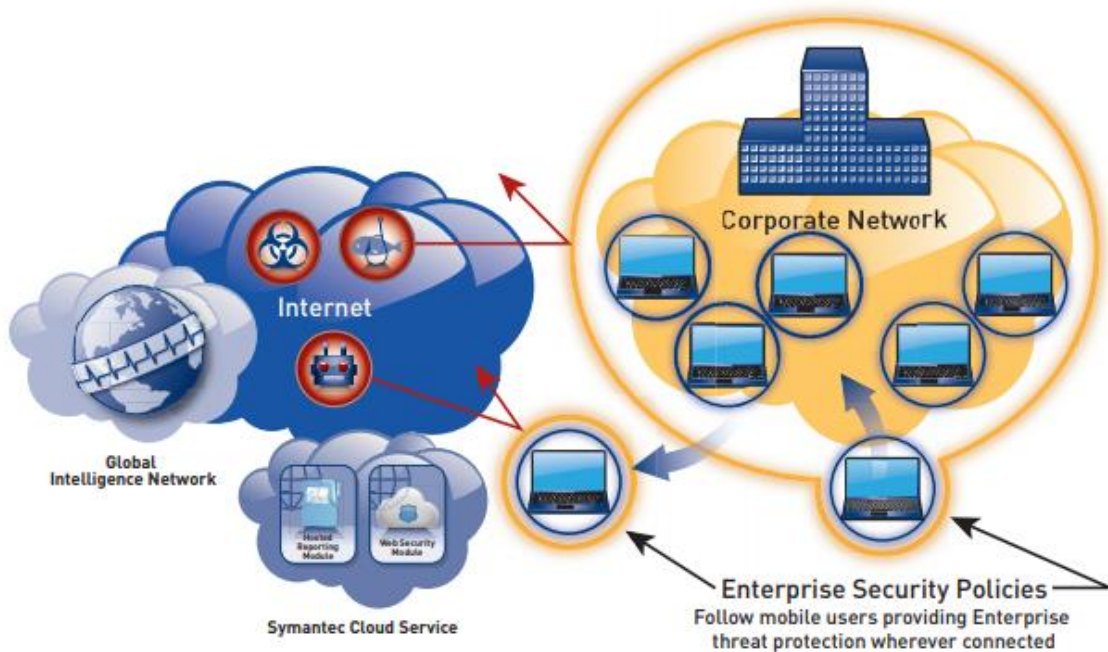 Corporate Network
Internet
Global
Intelligence Network
Hosted
Reporting
Module
Web Security
Module
Symantec Cloud Service
Enterprise Security Policies
Follow mobile users providing Enterprise
threat protection wherever connected